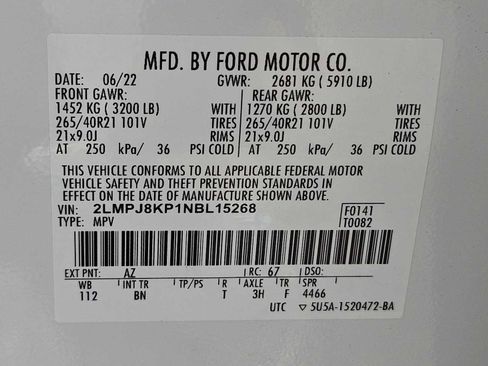 MFD. BY FORD MOTOR CO.
DATE: 06/22 GVWR: 2681 KG ( 5910 LB)
FRONT GAWR: REAR GAWR:
1452 KG ( 3200 LB) WITH 1270 KG ( 2800 LB) WITH
265/40R21 101V TIRES 265/40R21 101V TIRES
21x9.0J RIMS 21x9.0J RIMS
AT 250 kPa/ 36 PSI COLD AT 250 kPa/ 36 PSI COLD
THIS VEHICLE CONFORMS TO ALL APPLICABLE FEDERAL MOTOR
VEHICLE SAFETY AND THEFT PREVENTION STANDARDS IN
EFFECT ON THE DATE OF MANUFACTURE SHOWN ABOVE.
VIN: 2LMPJ8KP1NBL15268 F0141
TYPE: MPV T0082
EXT PNT: AZ RC: 67 DSO:
WB INT TR TP/PS R AXLE TR SPR
112 BN T 3H F 4466
UTC ▽ 5U5A-1520472-BA